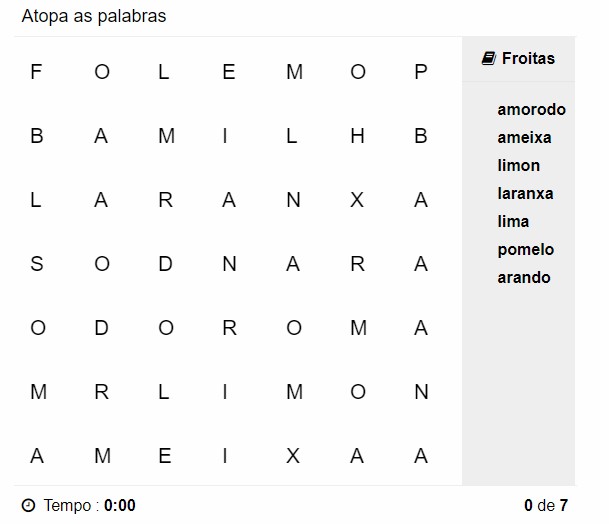 Atopa as palabras
F O L E M O P
B A M I L H B
L A R A N X A
S O D N A R A
O D O R O M A
M R L I M O N
A M E I X A A
Froitas
amorodo
ameixa
limon
laranxa
lima
pomelo
arando
Tempo : 0:00
0 de 7